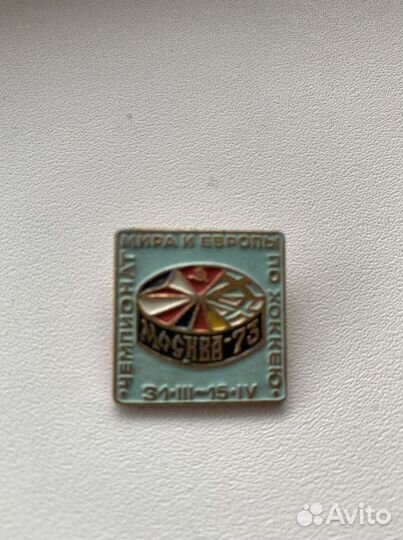 ЧЕМПИОНАТ
МИРА И ЕВРОПЫ
ПО ХОККЕЮ
МОСКВА-73
31·III-15·IV
Avito